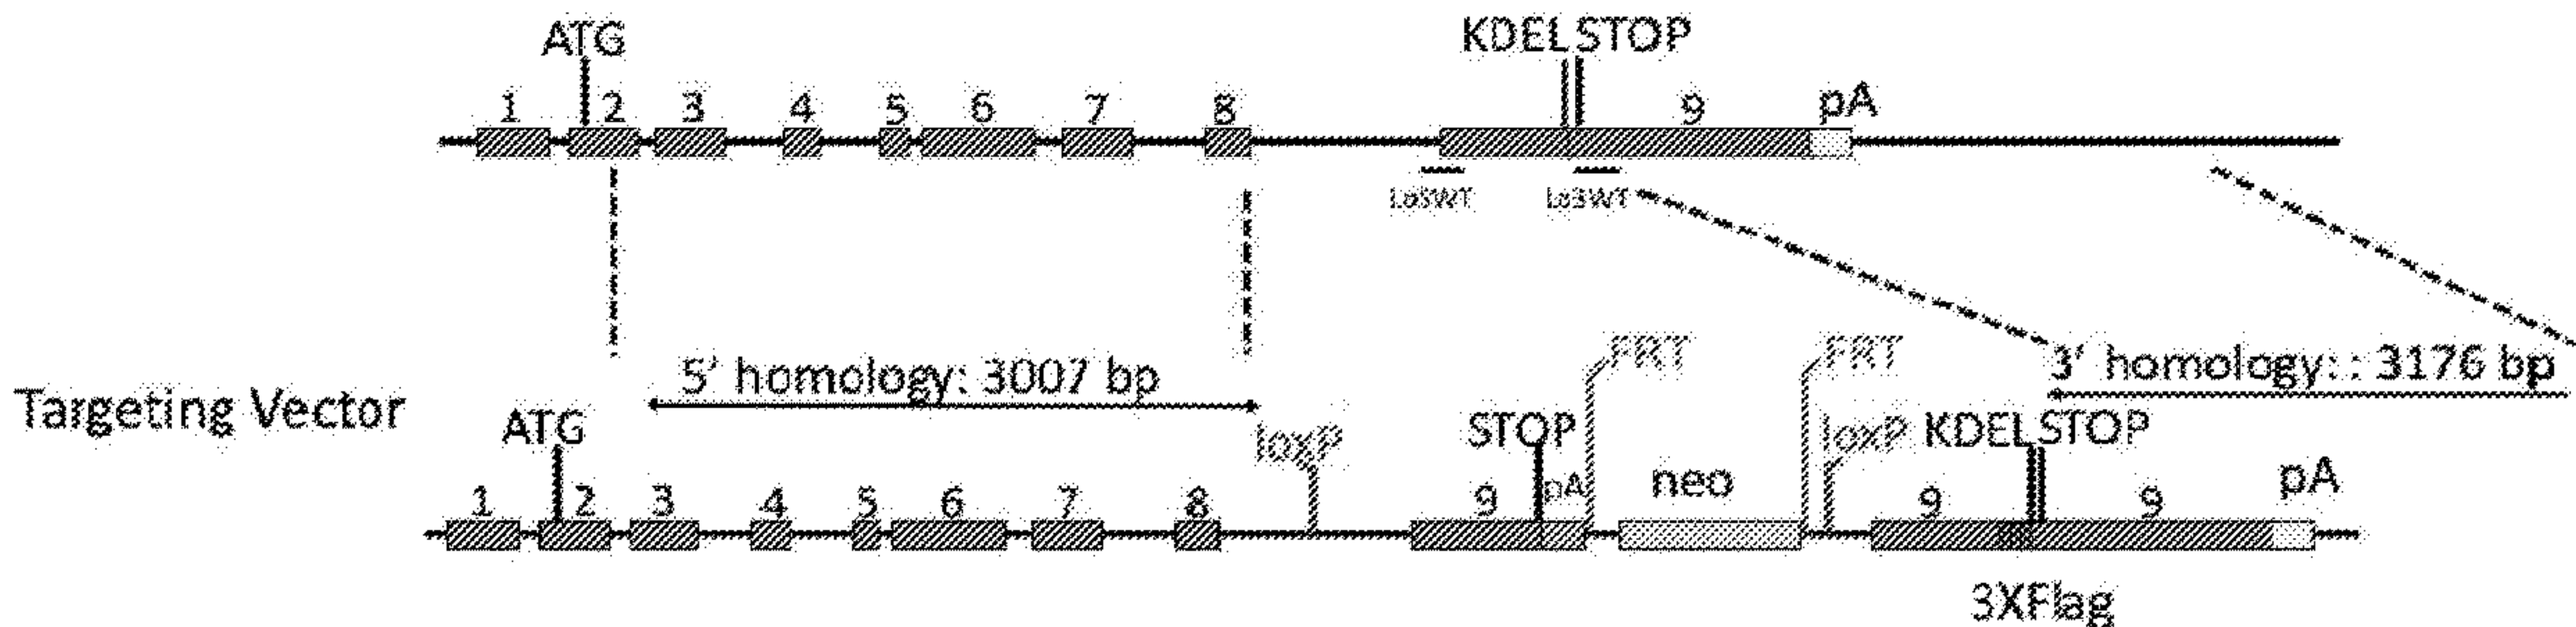 ATG KDEL STOP
1 2 3 4 5 6 7 8 9 pA
FRT FRT
5' homology: 3007 bp 3' homology: : 3176 bp
Targeting Vector
ATG loxP STOP loxP KDEL STOP
1 2 3 4 5 6 7 8 9 pA neo 9 9 pA
3XFlag